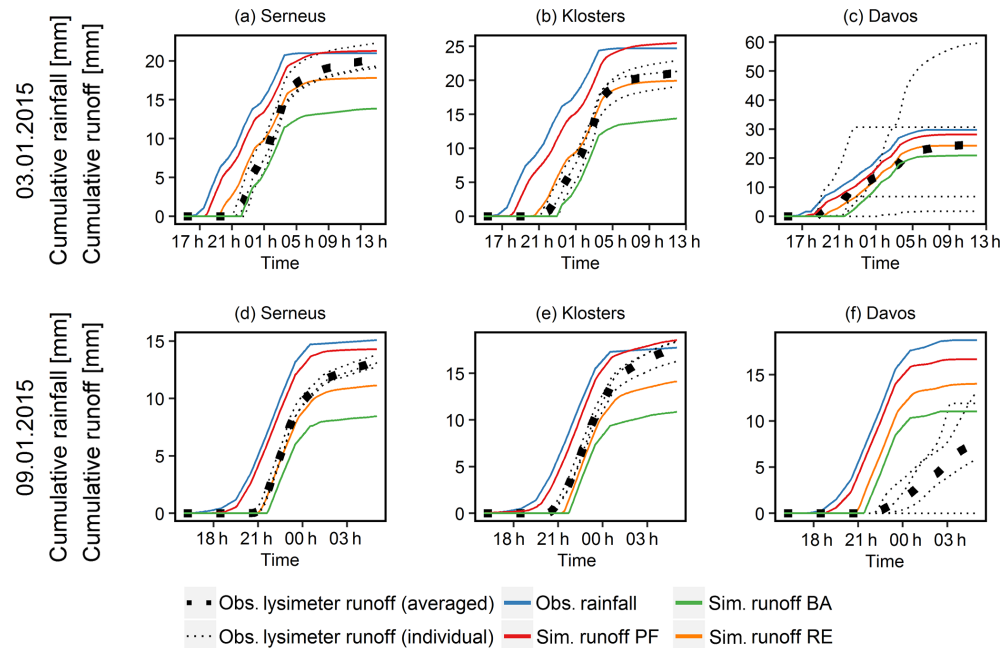 (a) Serneus
(b) Klosters
(c) Davos
03.01.2015
Cumulative rainfall [mm]
Cumulative runoff [mm]
20
15
10
5
0
17 h 21 h 01 h 05 h 09 h 13 h
Time
25
20
15
10
5
0
17 h 21 h 01 h 05 h 09 h 13 h
Time
60
50
40
30
20
10
0
17 h 21 h 01 h 05 h 09 h 13 h
Time
(d) Serneus
(e) Klosters
(f) Davos
09.01.2015
Cumulative rainfall [mm]
Cumulative runoff [mm]
15
10
5
0
18 h 21 h 00 h 03 h
Time
15
10
5
0
18 h 21 h 00 h 03 h
Time
15
10
5
0
18 h 21 h 00 h 03 h
Time
Obs. lysimeter runoff (averaged) Obs. rainfall Sim. runoff BA
Obs. lysimeter runoff (individual) Sim. runoff PF Sim. runoff RE